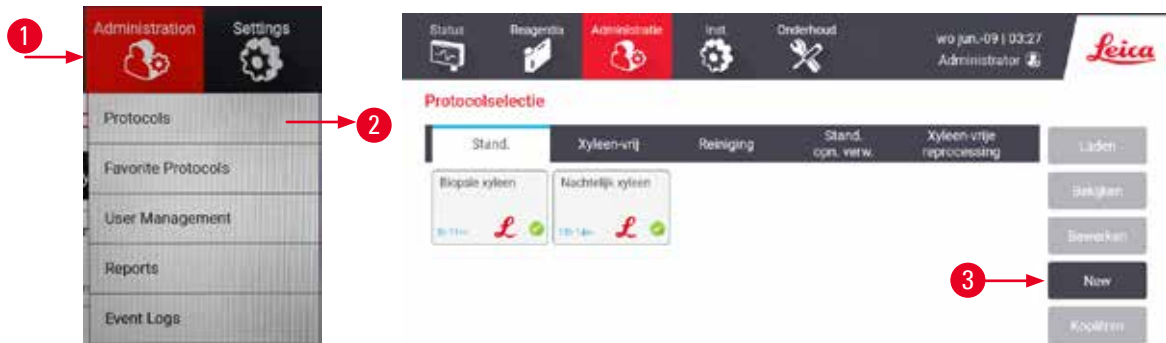 1
Administration
Settings
Protocols
2
Favorite Protocols
User Management
Reports
Event Logs
Status
Reagentia
Administratie
Inst.
Onderhoud
wo jun.-09 | 03:27
Administrator
Leica
Protocolselectie
Stand.
Xyleen-vrij
Reiniging
Stand.
opn. verw.
Xyleen-vrije
reprocessing
Laden
Biopsie xyleen
Nachtelijk xyleen
Bekijken
Bewerken
3
New
Kopiëren